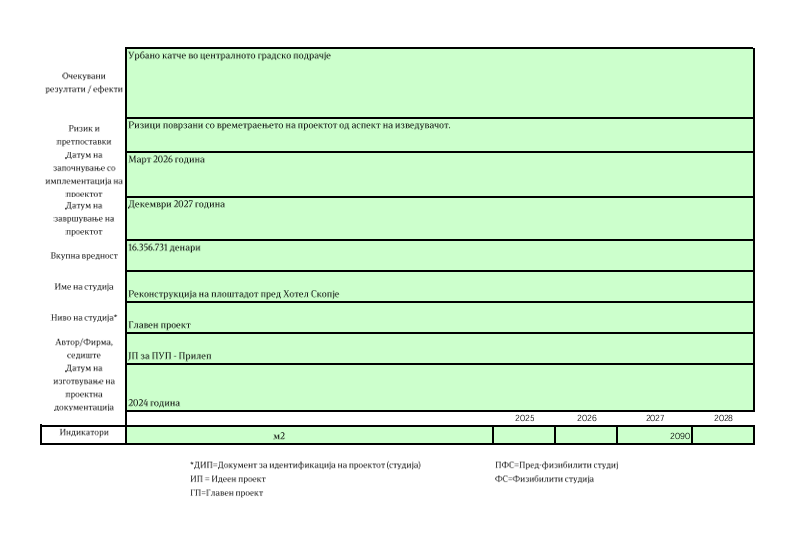 Очекувани
резултати / ефекти
Урбано катче во централното градско подрачје
Ризик и
претпоставки
Ризици поврзани со времетраењето на проектот од аспект на изведувачот.
Датум на
започнување со
имплементација на
проектот
Март 2026 година
Датум на
завршување на
проектот
Декември 2027 година
Вкупна вредност
16.356.731 денари
Име на студија
Реконструкција на плоштадот пред Хотел Скопје
Ниво на студија*
Главен проект
Автор/Фирма,
седиште
ЈП за ПУП - Прилеп
Датум на
изготвување на
проектна
документација
2024 година
2025 2026 2027 2028
Индикатори м2 2090
*ДИП=Документ за идентификација на проектот (студија) ПФС=Пред-физибилити студиј
ИП = Идеен проект ФС=Физибилити студија
ГП=Главен проект